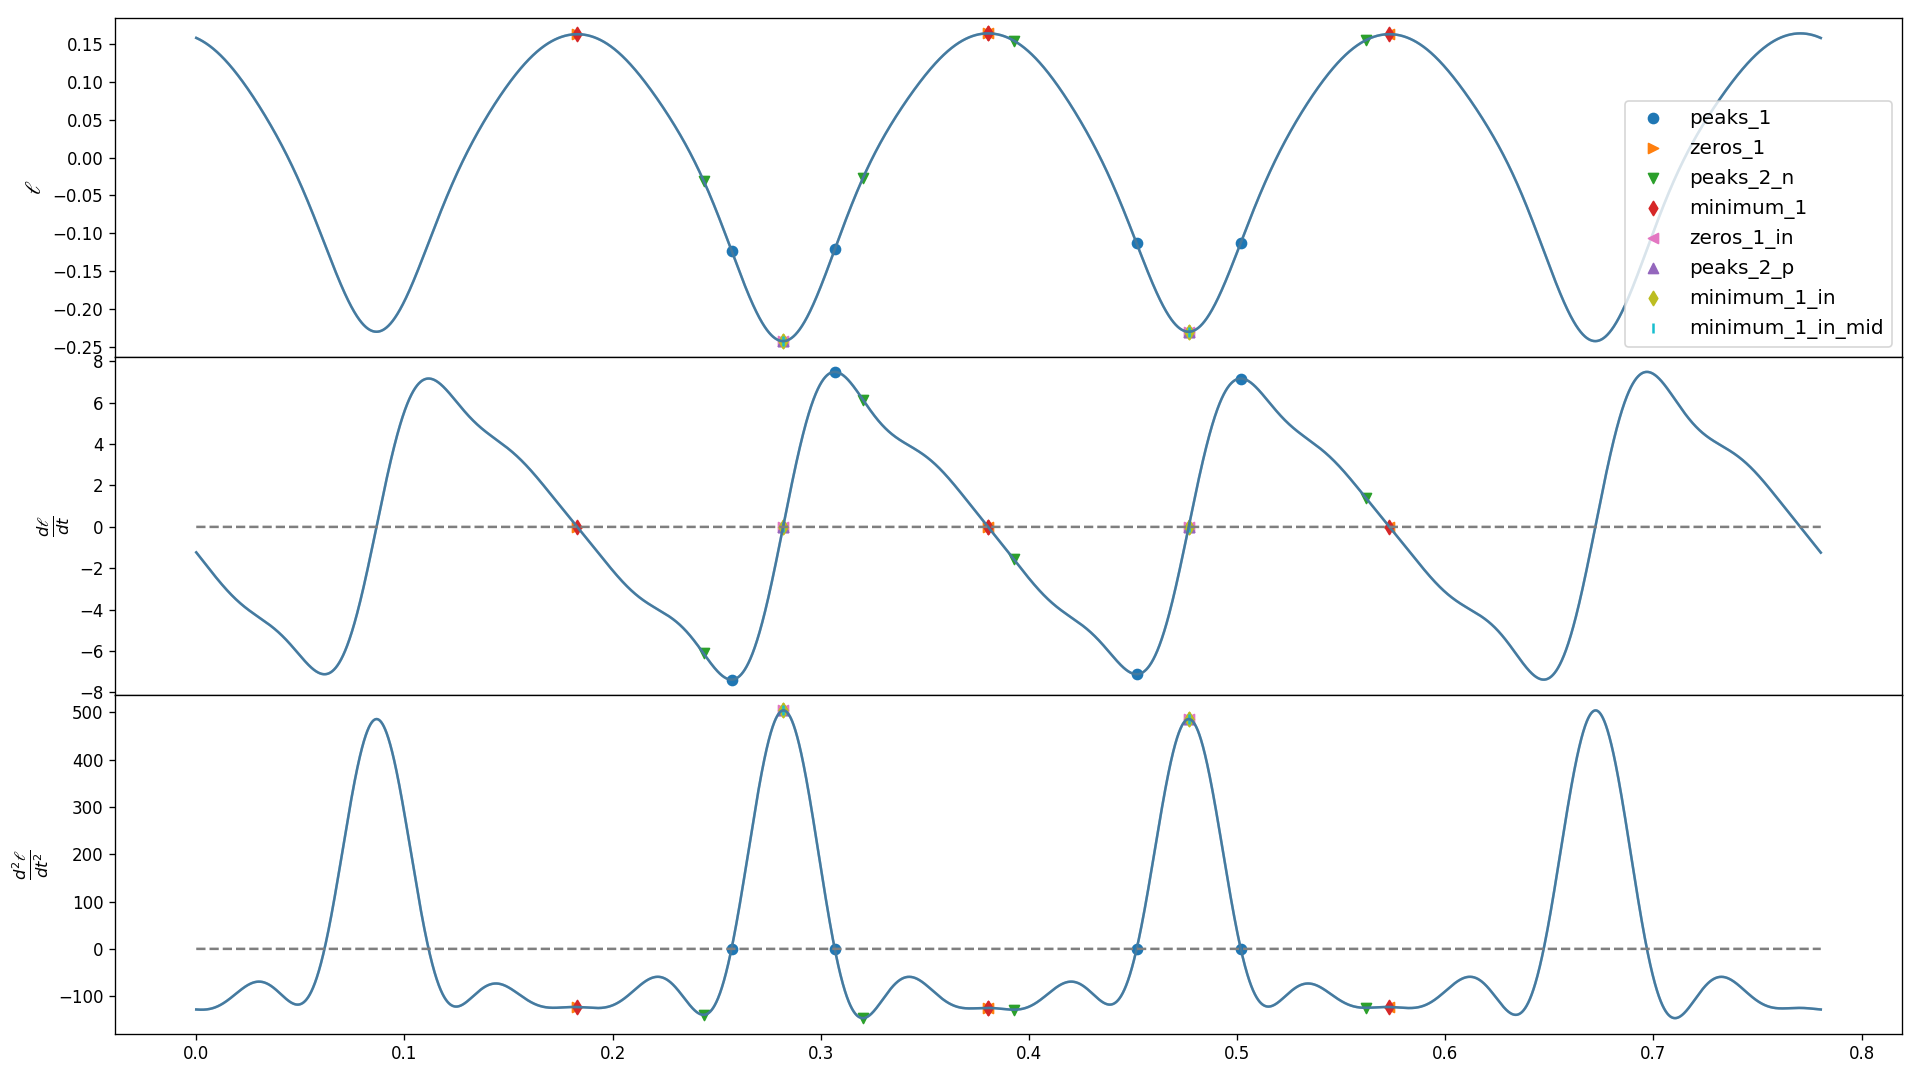 0.15
0.10
0.05
0.00
−0.05
−0.10
−0.15
−0.20
−0.25
ℓ
peaks_1
zeros_1
peaks_2_n
minimum_1
zeros_1_in
peaks_2_p
minimum_1_in
minimum_1_in_mid
8
6
4
2
0
−2
−4
−6
−8
dℓ
dt
500
400
300
200
100
0
−100
d²ℓ
dt²
0.0 0.1 0.2 0.3 0.4 0.5 0.6 0.7 0.8